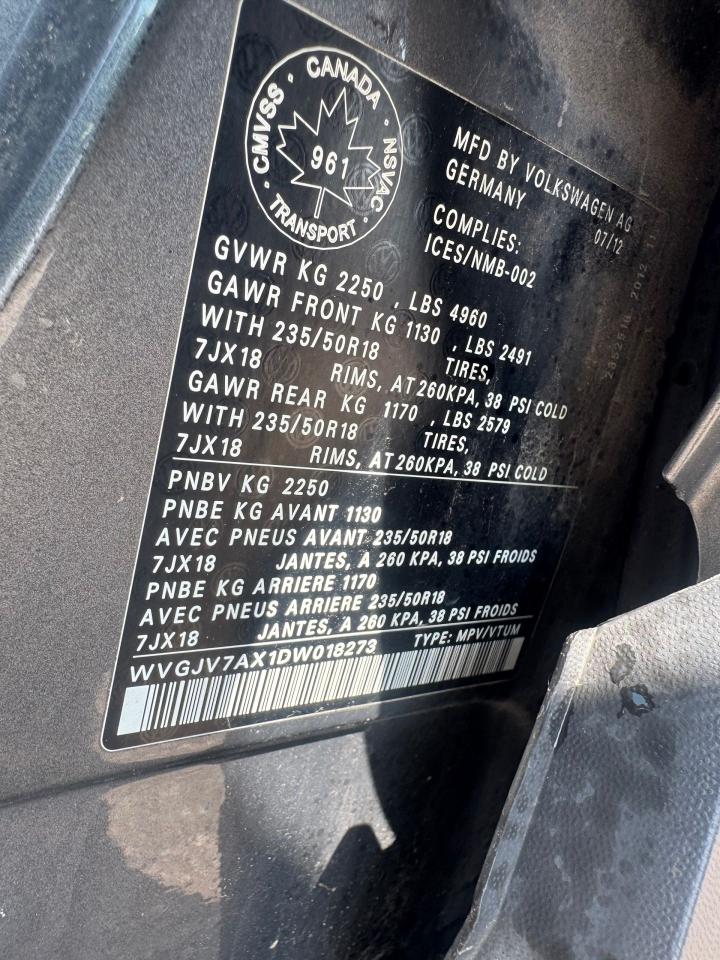 CMVSS · CANADA · NSVAC · TRANSPORT ·
961
MFD BY VOLKSWAGEN AG
GERMANY
07/12
COMPLIES:
ICES/NMB-002
GVWR KG 2250 , LBS 4960
GAWR FRONT KG 1130 , LBS 2491
WITH 235/50R18 TIRES,
7JX18 RIMS, AT 260KPA, 38 PSI COLD
GAWR REAR KG 1170 , LBS 2579
WITH 235/50R18 TIRES,
7JX18 RIMS, AT 260KPA, 38 PSI COLD
PNBV KG 2250
PNBE KG AVANT 1130
AVEC PNEUS AVANT 235/50R18
7JX18 JANTES, A 260 KPA, 38 PSI FROIDS
PNBE KG ARRIERE 1170
AVEC PNEUS ARRIERE 235/50R18
7JX18 JANTES, A 260 KPA, 38 PSI FROIDS
WVGJV7AX1DW018273 TYPE: MPV/VTUM